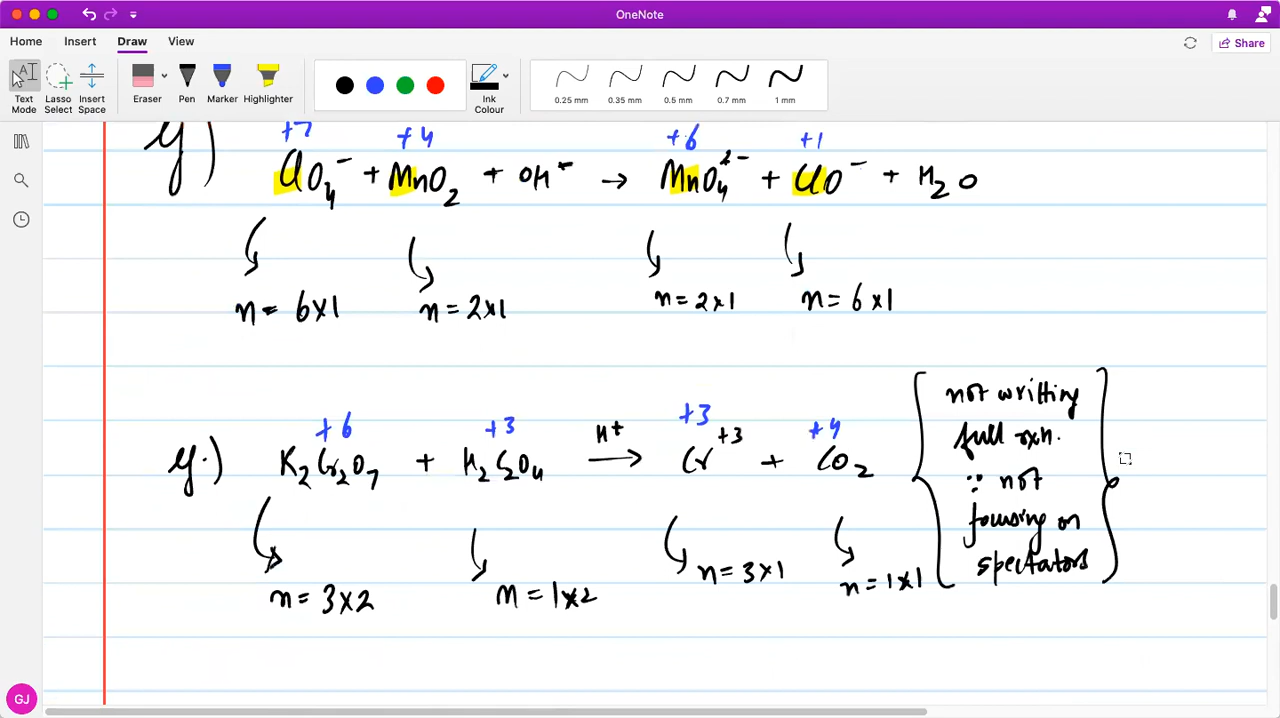 OneNote
Home Insert Draw View
Share
Text Mode
Lasso Select
Insert Space
Eraser
Pen
Marker
Highlighter
Ink Colour
0.25 mm
0.35 mm
0.5 mm
0.7 mm
1 mm
+7 +4 +6 +1
eg) ClO4⁻ + MnO2 + OH⁻ → MnO4²⁻ + ClO⁻ + H2O
n = 6×1 n = 2×1 n = 2×1 n = 6×1
+6 +3 +3 +4
eg.) K2Cr2O7 + H2C2O4 H⁺ → Cr⁺³ + CO2
not writting
full rxn.
∵ not
focusing on
spectators
n = 3×2 n = 1×2 n = 3×1 n = 1×1
GJ